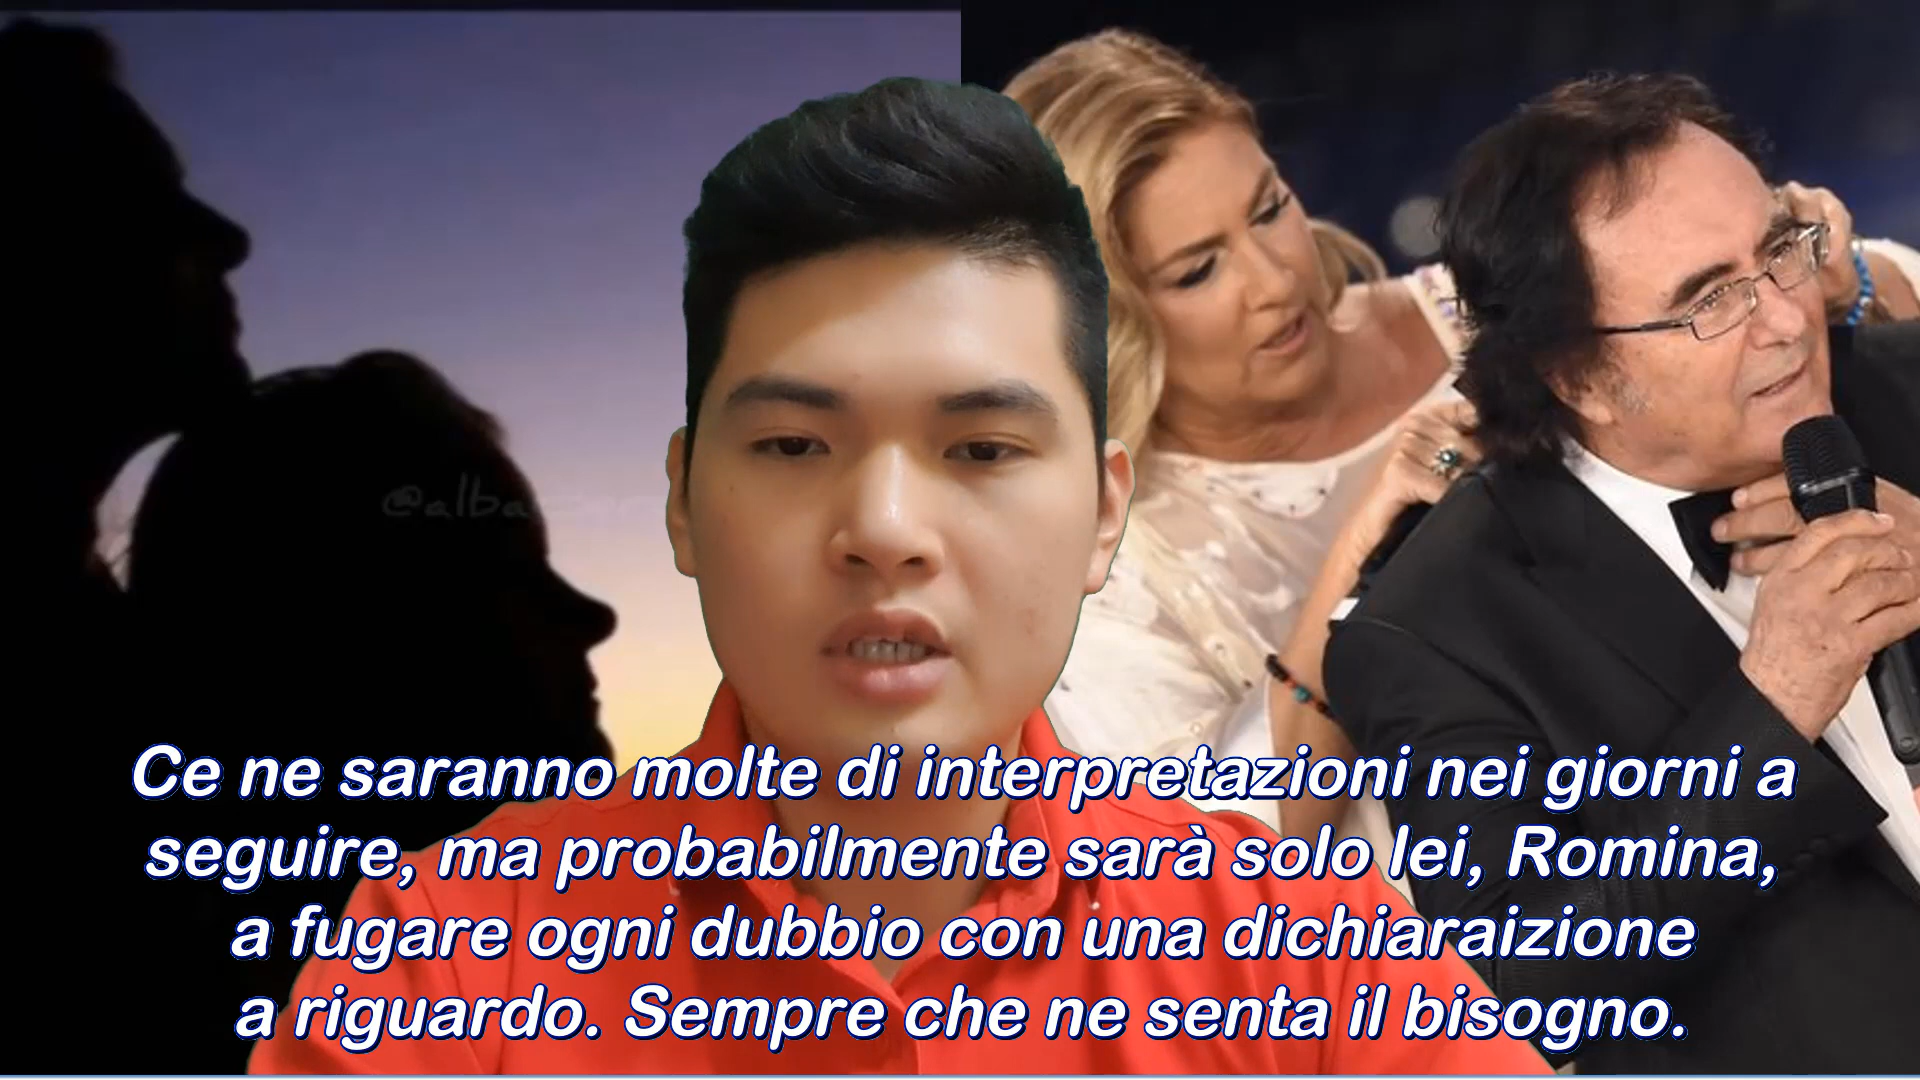 @alba
Ce ne saranno molte di interpretazioni nei giorni a
seguire, ma probabilmente sarà solo lei, Romina,
a fugare ogni dubbio con una dichiaraizione
a riguardo. Sempre che ne senta il bisogno.